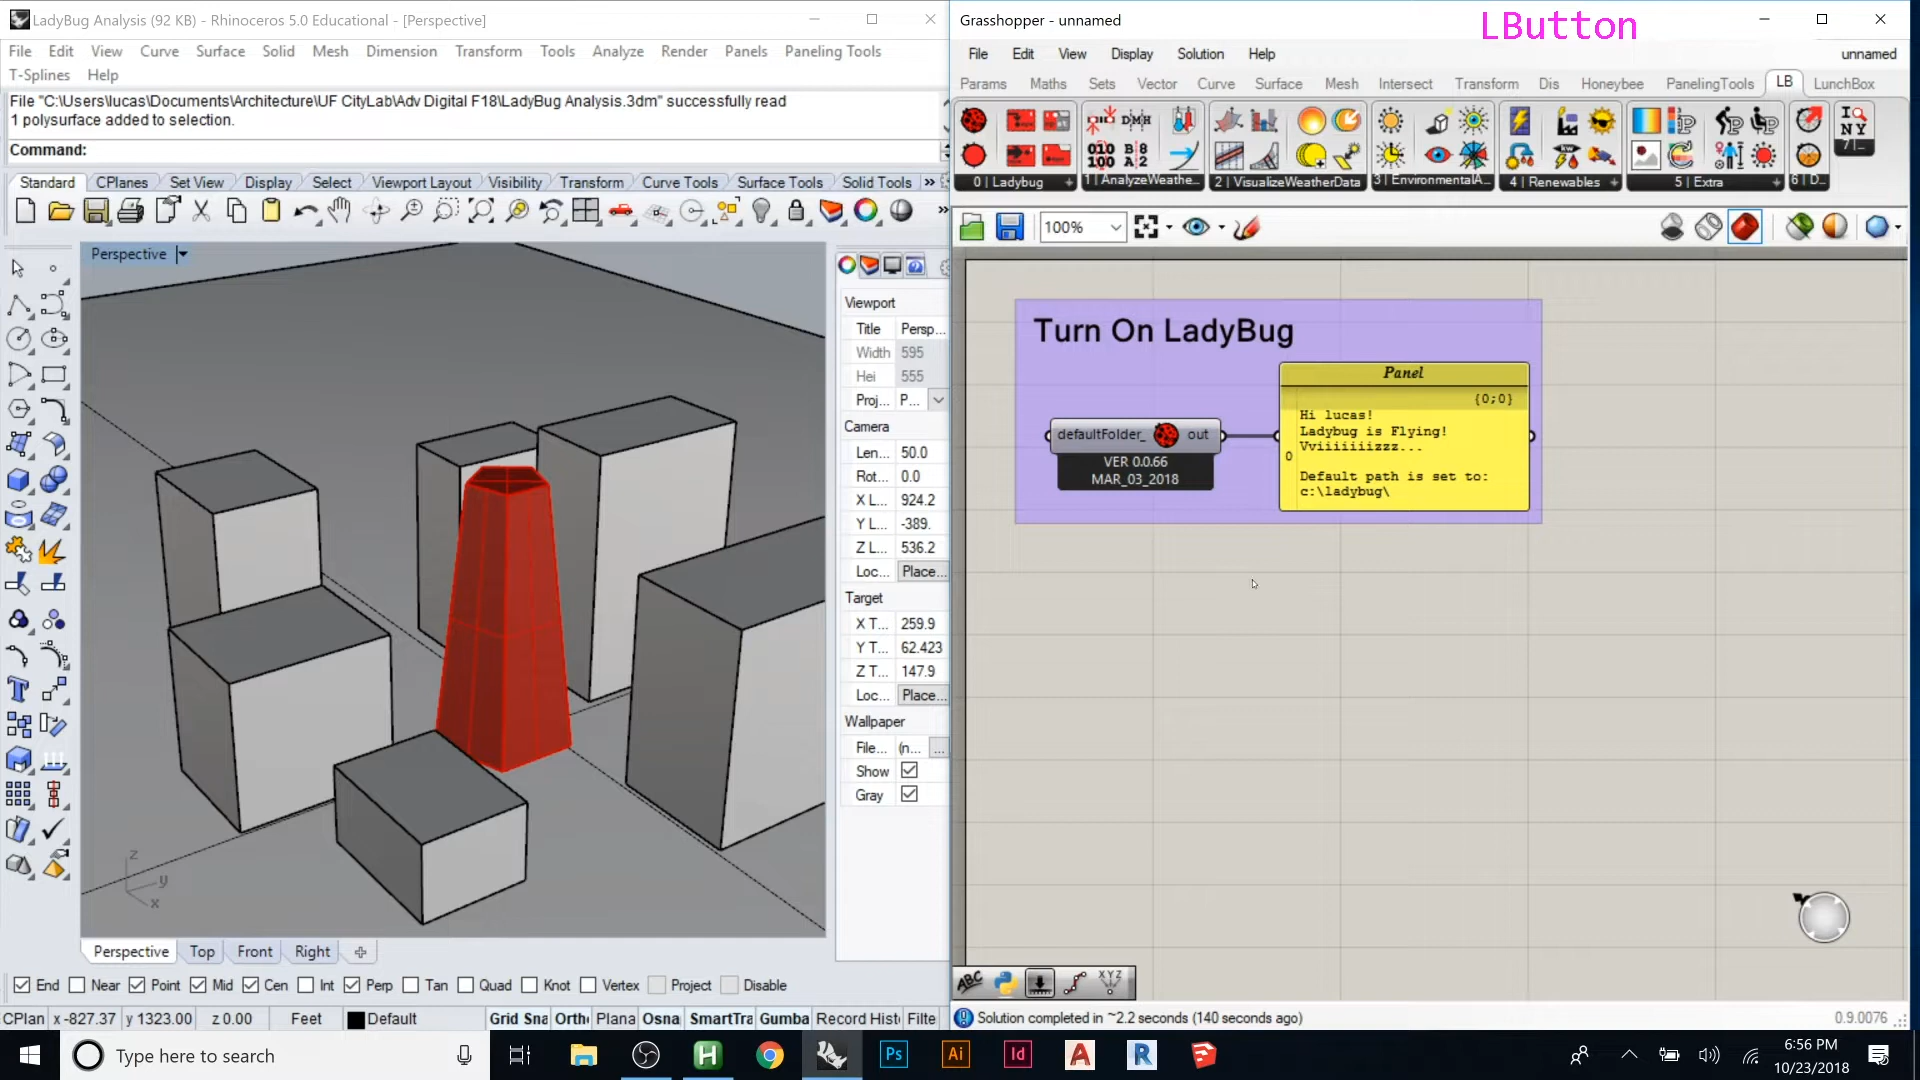 LadyBug Analysis (92 KB) - Rhinoceros 5.0 Educational - [Perspective]
File Edit View Curve Surface Solid Mesh Dimension Transform Tools Analyze Render Panels Paneling Tools
T-Splines Help
File "C:\Users\lucas\Documents\Architecture\UF CityLab\Adv Digital F18\LadyBug Analysis.3dm" successfully read
1 polysurface added to selection.
Command:
Standard CPlanes Set View Display Select Viewport Layout Visibility Transform Curve Tools Surface Tools Solid Tools »
Perspective
Viewport
Title Persp...
Width 595
Hei 555
Proj... P...
Camera
Len... 50.0
Rot... 0.0
X L... 924.2
Y L... -389.
Z L... 536.2
Loc... Place...
Target
X T... 259.9
Y T... 62.423
Z T... 147.9
Loc... Place...
Wallpaper
File... (n... ...
Show
Gray
z
y
x
Perspective Top Front Right
End Near Point Mid Cen Int Perp Tan Quad Knot Vertex Project Disable
CPlan x -827.37 y 1323.00 z 0.00 Feet Default Grid Sna Orth Plana Osna SmartTra Gumba Record Hist Filte
Grasshopper - unnamed
LButton
File Edit View Display Solution Help unnamed
Params Maths Sets Vector Curve Surface Mesh Intersect Transform Dis Honeybee PanelingTools LB LunchBox
0 | Ladybug 1 | AnalyzeWeathe... 2 | VisualizeWeatherData 3 | EnvironmentalA... 4 | Renewables 5 | Extra 6 | D... 7 |...
100%
Turn On LadyBug
defaultFolder_ out
VER 0.0.66
MAR_03_2018
Panel
{0;0}
0
Hi lucas!
Ladybug is Flying!
Vviiiiiiizzz...
Default path is set to:
c:\ladybug\
Solution completed in ~2.2 seconds (140 seconds ago) 0.9.0076
Type here to search
Ps Ai Id A R
6:56 PM
10/23/2018